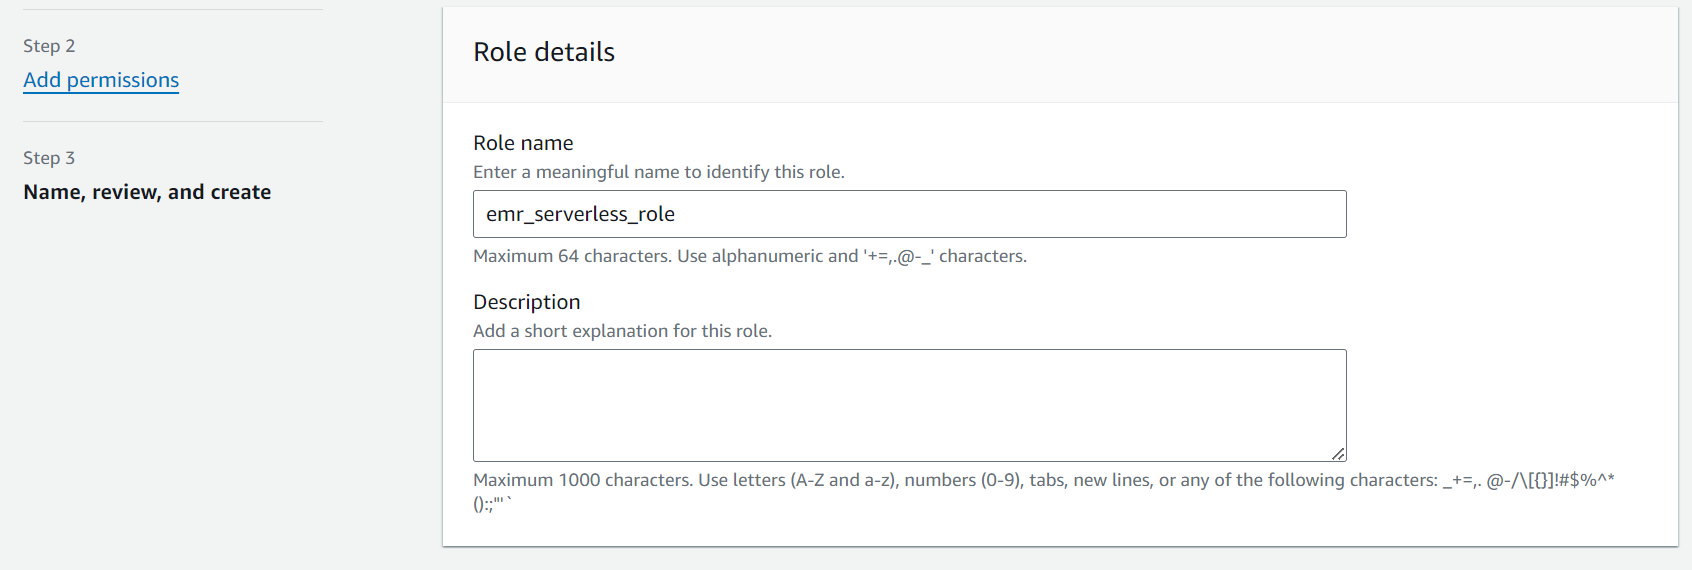 Step 2
Add permissions
Step 3
Name, review, and create
Role details
Role name
Enter a meaningful name to identify this role.
emr_serverless_role
Maximum 64 characters. Use alphanumeric and '+=,.@-_' characters.
Description
Add a short explanation for this role.
Maximum 1000 characters. Use letters (A-Z and a-z), numbers (0-9), tabs, new lines, or any of the following characters: _+=,. @-/\[{}]!#$%^*
():;"'`